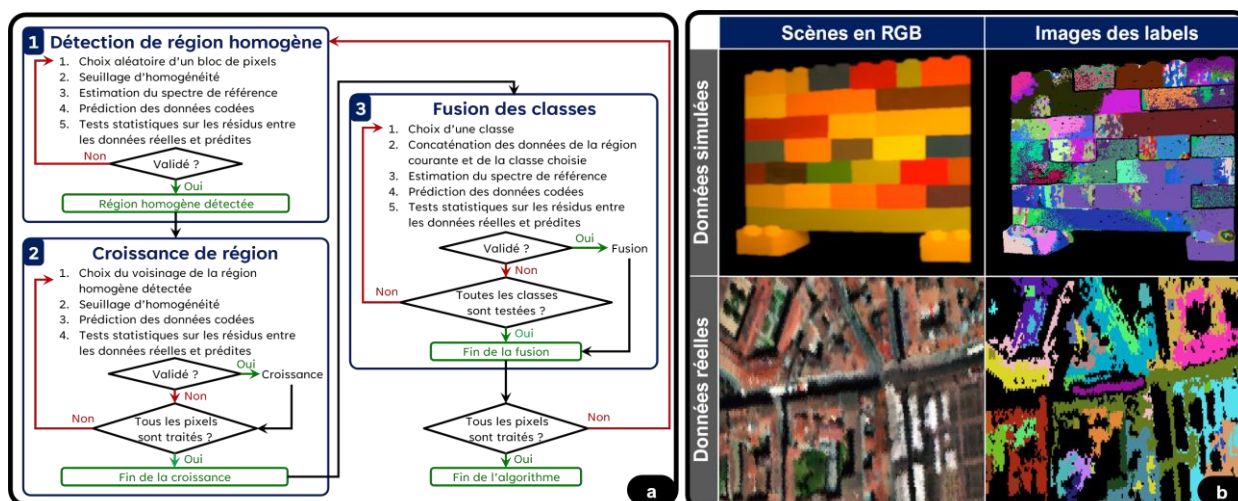 1 Détection de région homogène
1. Choix aléatoire d'un bloc de pixels
2. Seuillage d'homogénéité
3. Estimation du spectre de référence
4. Prédiction des données codées
5. Tests statistiques sur les résidus entre
les données réelles et prédites
Non
Validé ?
Oui
Région homogène détectée
2 Croissance de région
1. Choix du voisinage de la région
homogène détectée
2. Seuillage d'homogénéité
3. Prédiction des données codées
4. Tests statistiques sur les résidus entre
les données réelles et prédites
Validé ?
Oui
Croissance
Non
Non
Tous les pixels
sont traités ?
Oui
Fin de la croissance
3 Fusion des classes
1. Choix d'une classe
2. Concaténation des données de la région
courante et de la classe choisie
3. Estimation du spectre de référence
4. Prédiction des données codées
5. Tests statistiques sur les résidus entre
les données réelles et prédites
Validé ?
Oui
Fusion
Non
Non
Toutes les classes
sont testées ?
Oui
Fin de la fusion
Tous les pixels
sont traités ?
Non
Oui
Fin de l'algorithme
a
Scènes en RGB
Images des labels
Données simulées
Données réelles
b